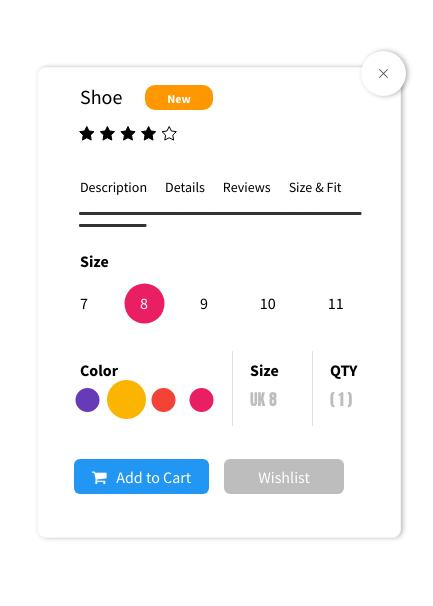 Shoe New
Description Details Reviews Size & Fit
Size
7 8 9 10 11
Color Size QTY
UK 8 ( 1 )
Add to Cart Wishlist